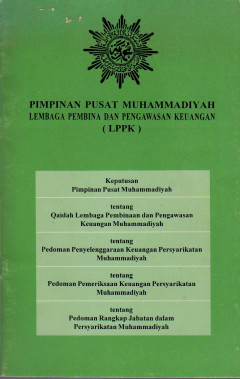 PIMPINAN PUSAT MUHAMMADIYAH
LEMBAGA PEMBINA DAN PENGAWASAN KEUANGAN
( LPPK )
Keputusan
Pimpinan Pusat Muhammadiyah
tentang
Qaidah Lembaga Pembinaan dan Pengawasan
Keuangan Muhammadiyah
tentang
Pedoman Penyelenggaraan Keuangan Persyarikatan
Muhammadiyah
tentang
Pedoman Pemeriksaan Keuangan Persyarikatan
Muhammadiyah
tentang
Pedoman Rangkap Jabatan dalam
Persyarikatan Muhammadiyah